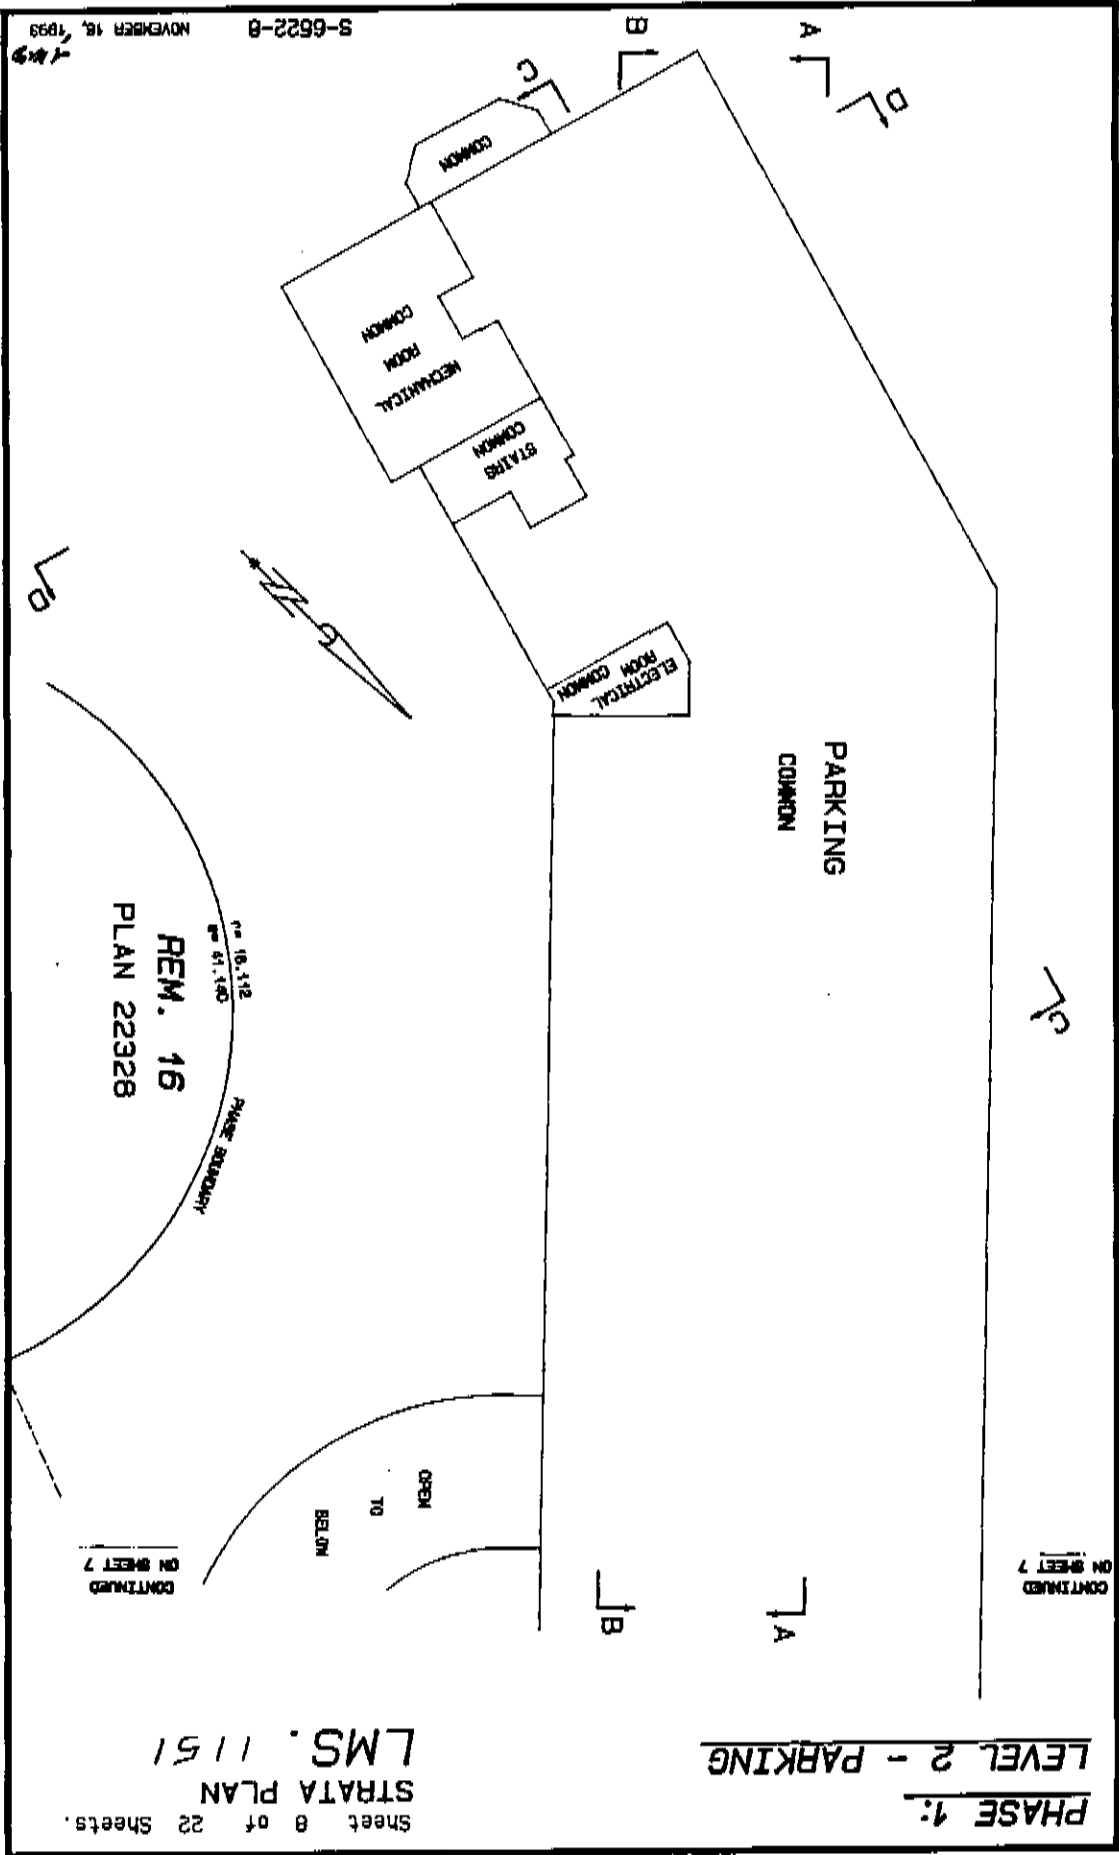 PHASE 1:
LEVEL 2 - PARKING
Sheet 8 of 22 Sheets.
STRATA PLAN
LMS. 1151
CONTINUED
ON SHEET 7
CONTINUED
ON SHEET 7
A
B
OPEN
TO
BELOW
C
PHASE BOUNDARY
r= 16.112
a= 41.140
REM. 16
PLAN 22328
PARKING
COMMON
ELECTRICAL
ROOM COMMON
N
D
STAIRS
COMMON
MECHANICAL
ROOM
COMMON
COMMON
C
D
A
B
S-6622-8
NOVEMBER 16, 1993